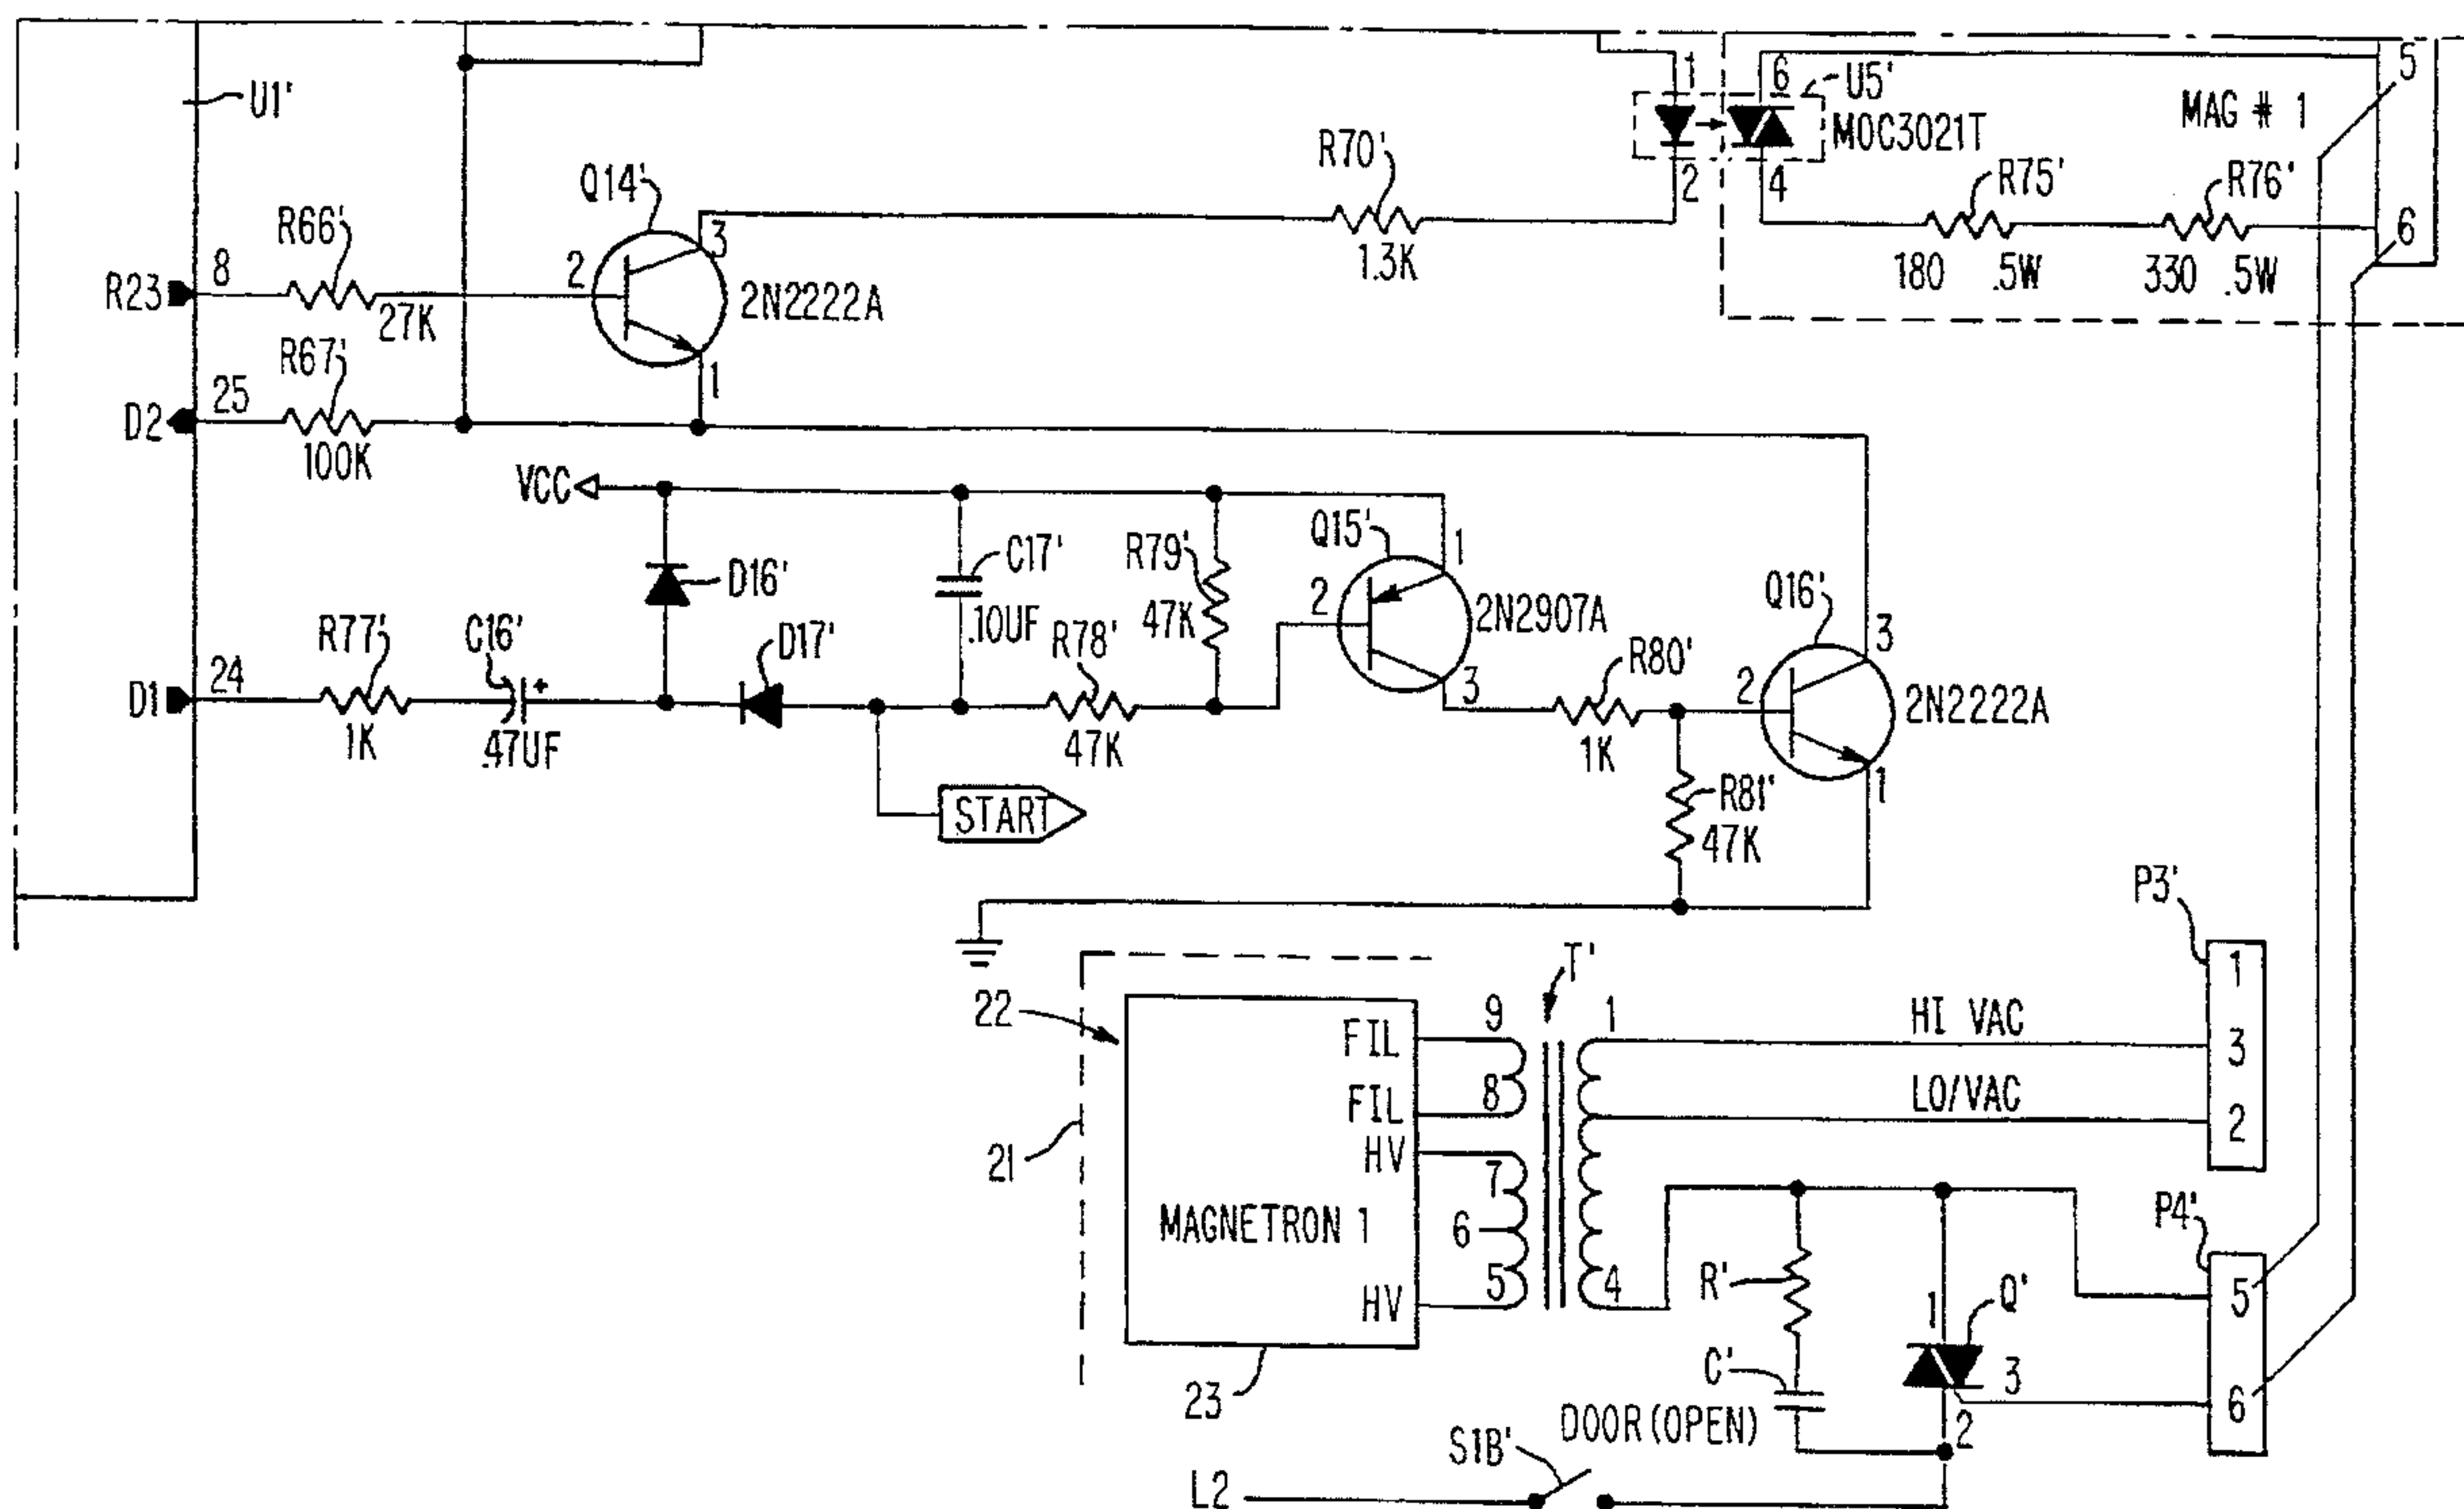 U1'
1
6
U5'
5
MAG # 1
MOC3021T
R70'
Q14'
2
4
R75'
R76'
R66'
3
6
8
2
1.3K
180 .5W
330 .5W
R23
27K
2N2222A
R67'
1
25
D2
100K
VCC
Q15'
R79'
C17'
1
D16'
2
Q16'
47K
2N2907A
.10UF
R77'
C16'
D17'
R78'
3
R80'
3
24
2
D1
3
2N2222A
1K
.47UF
47K
1K
R81'
1
START
47K
P3'
T'
1
22
9
1
HI VAC
FIL
3
8
LO/VAC
FIL
2
HV
21
7
P4'
MAGNETRON 1
6
R'
Q'
5
4
1
5
HV
C'
3
23
6
DOOR (OPEN)
2
S1B'
L2